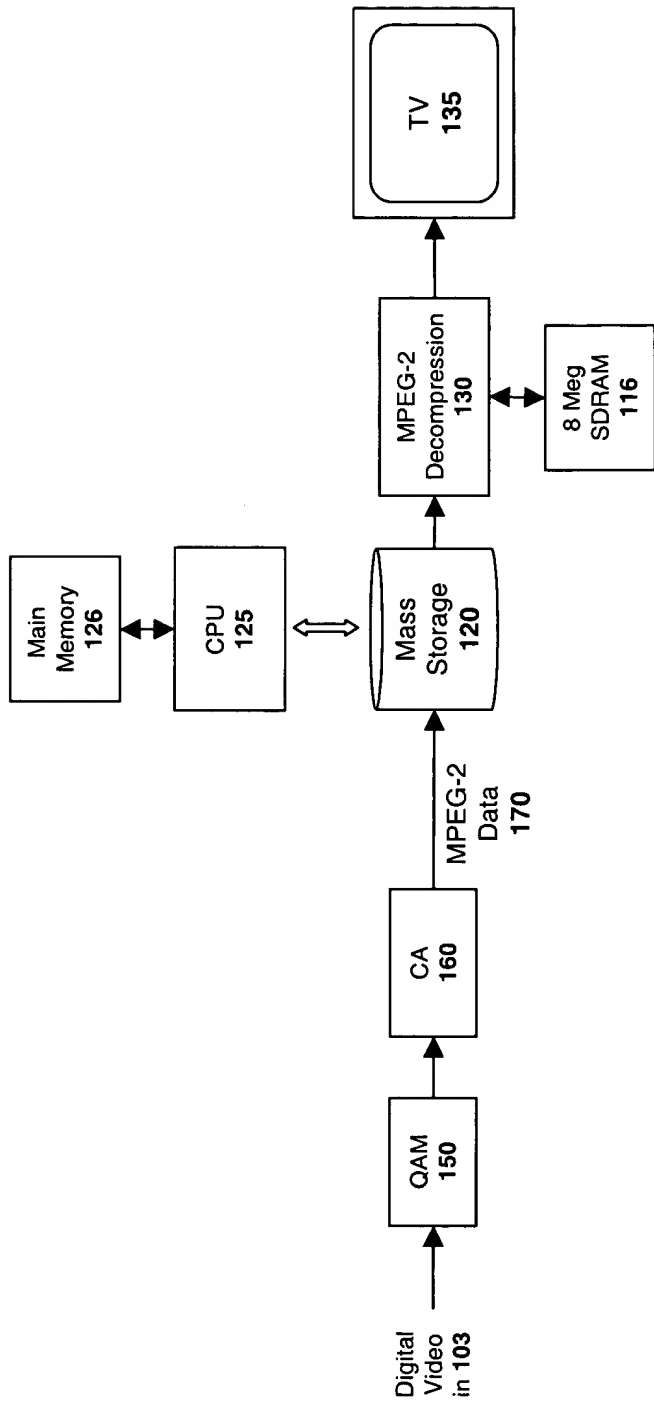 Digital
Video
in 103
QAM
150
CA
160
MPEG-2
Data
170
Mass
Storage
120
CPU
125
Main
Memory
126
MPEG-2
Decompression
130
8 Meg
SDRAM
116
TV
135